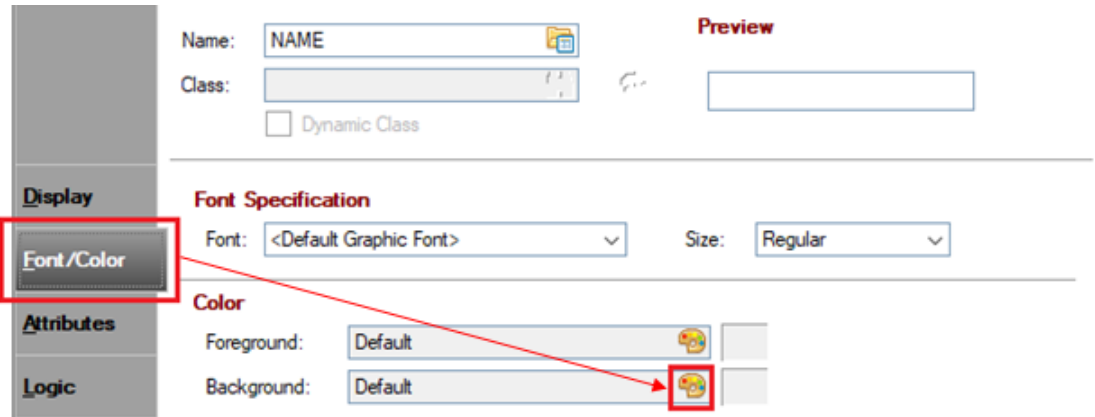 Name: NAME
Preview
Class:
Dynamic Class
Display
Font Specification
Font: <Default Graphic Font> Size: Regular
Font/Color
Color
Attributes
Foreground: Default
Logic
Background: Default